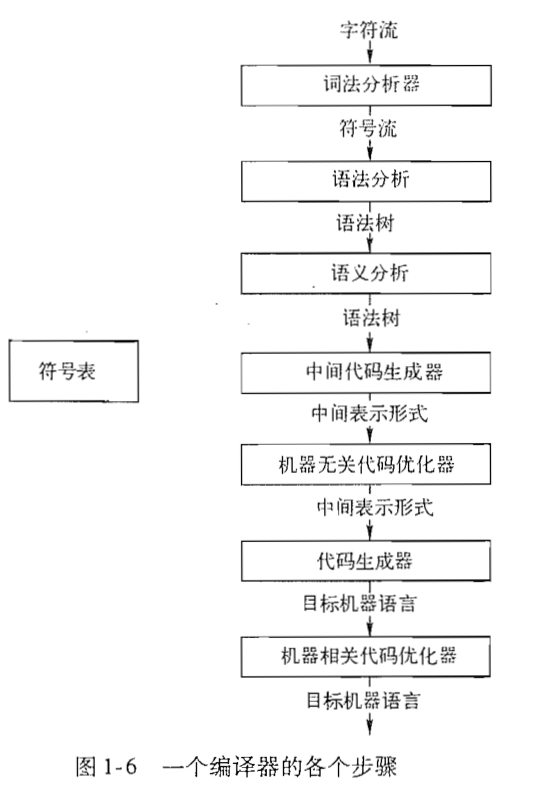 字符流
词法分析器
符号流
语法分析
语法树
语义分析
语法树
符号表
中间代码生成器
中间表示形式
机器无关代码优化器
中间表示形式
代码生成器
目标机器语言
机器相关代码优化器
目标机器语言
图 1-6 一个编译器的各个步骤